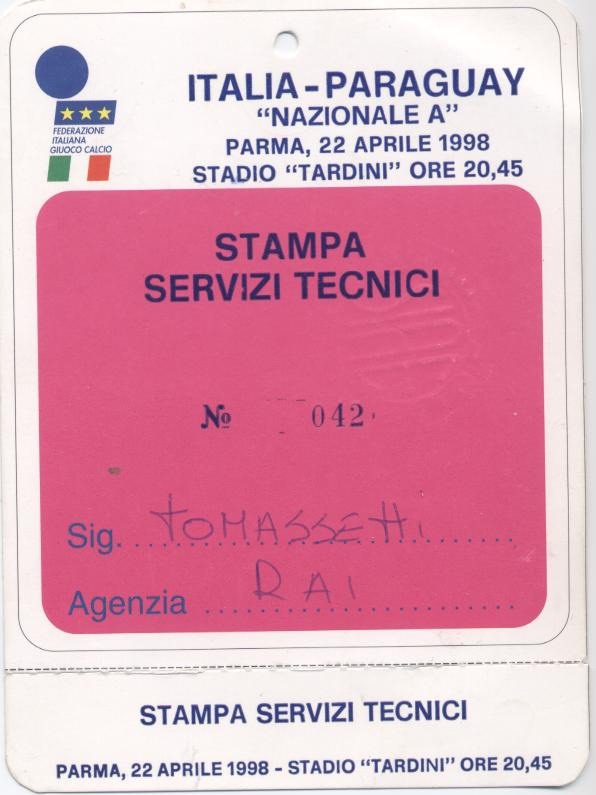 ITALIA-PARAGUAY
"NAZIONALE A"
PARMA, 22 APRILE 1998
STADIO "TARDINI" ORE 20,45
FEDERAZIONE
ITALIANA
GIUOCO CALCIO
STAMPA
SERVIZI TECNICI
№ 042
Sig. TOMASSETTI
Agenzia RAI
STAMPA SERVIZI TECNICI
PARMA, 22 APRILE 1998 - STADIO "TARDINI" ORE 20,45